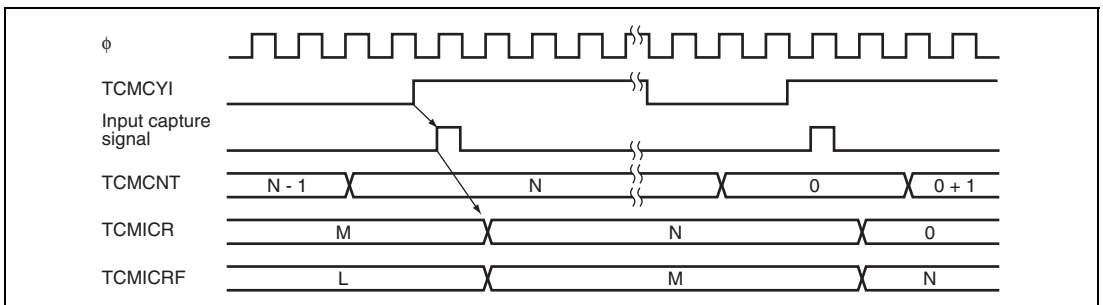 φ
TCMCYI
Input capture
signal
TCMCNT N - 1 N 0 0 + 1
TCMICR M N 0
TCMICRF L M N